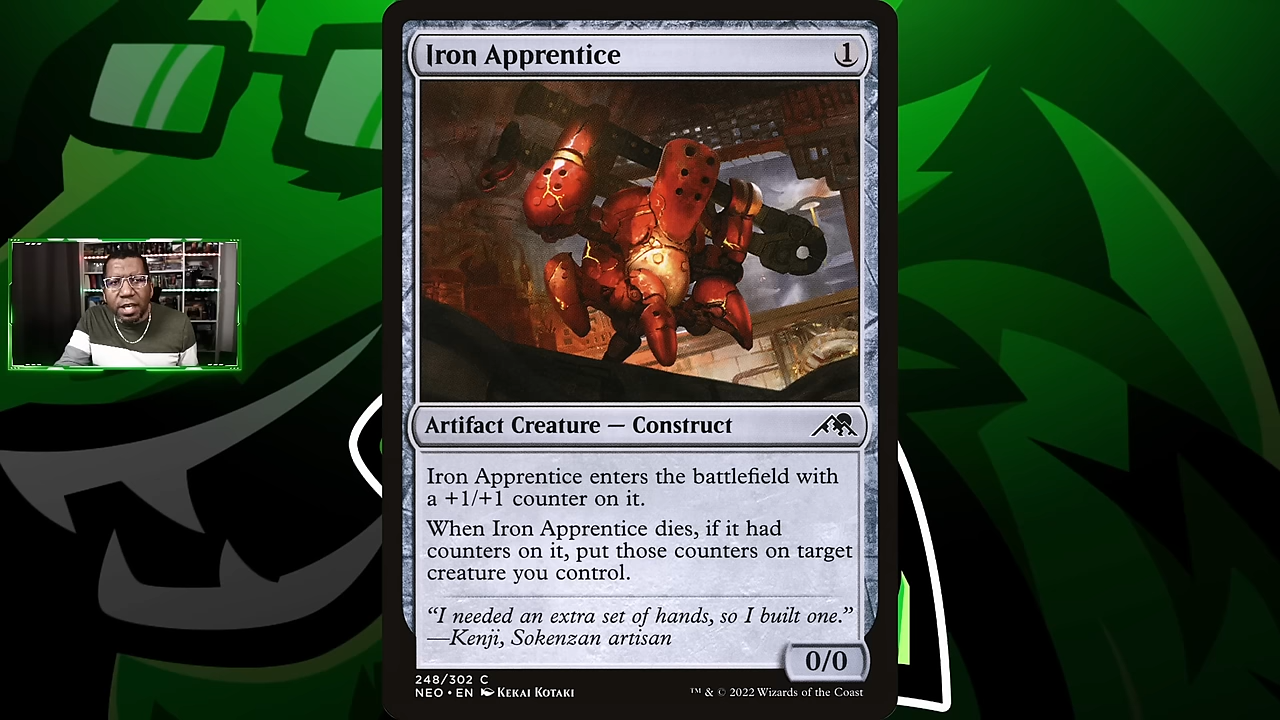 Iron Apprentice 1
Artifact Creature — Construct
Iron Apprentice enters the battlefield with
a +1/+1 counter on it.
When Iron Apprentice dies, if it had
counters on it, put those counters on target
creature you control.
“I needed an extra set of hands, so I built one.”
—Kenji, Sokenzan artisan
0/0
248/302 C
NEO • EN Kekai Kotaki
™ & © 2022 Wizards of the Coast